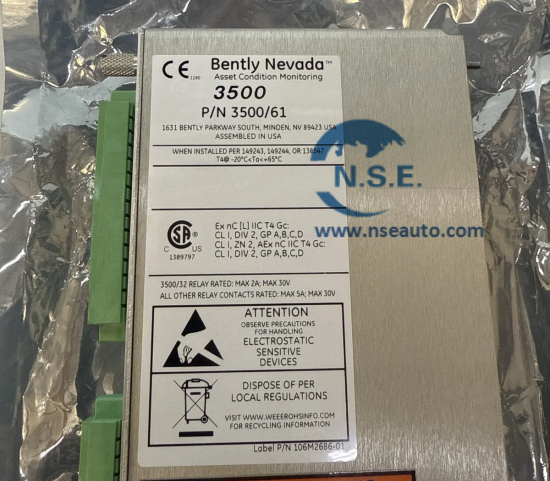 CE 1180
Bently Nevada™
Asset Condition Monitoring
3500
P/N 3500/61
1631 BENTLY PARKWAY SOUTH, MINDEN, NV 89423 USA
ASSEMBLED IN USA
WHEN INSTALLED PER 149243, 149244, OR 138547
T4@ -20°C<Ta<+65°C
N.S.E.
www.nseauto.com
Ex nC [L] IIC T4 Gc:
CL I, DIV 2, GP A,B,C,D
CL I, ZN 2, AEx nC IIC T4 Gc:
CL I, DIV 2, GP A,B,C,D
C SA US
1389797
3500/32 RELAY RATED: MAX 2A; MAX 30V
ALL OTHER RELAY CONTACTS RATED: MAX 5A; MAX 30V
ATTENTION
OBSERVE PRECAUTIONS
FOR HANDLING
ELECTROSTATIC
SENSITIVE
DEVICES
DISPOSE OF PER
LOCAL REGULATIONS
VISIT WWW.WEEEROHSINFO.COM
FOR RECYCLING INFORMATION
Label P/N 106M2686-01